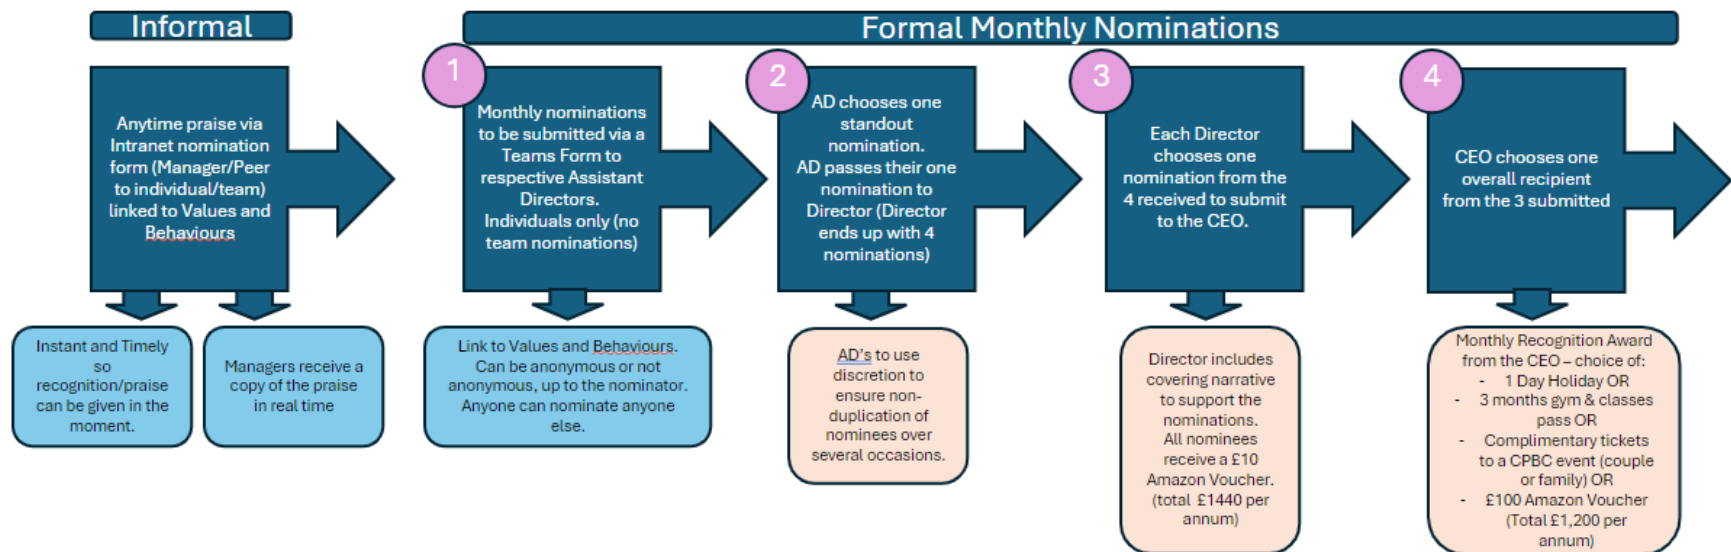 Informal
Formal Monthly Nominations
Anytime praise via
Intranet nomination
form (Manager/Peer
to individual/team)
linked to Values and
Behaviours
1
Monthly nominations
to be submitted via a
Teams Form to
respective Assistant
Directors.
Individuals only (no
team nominations)
2
AD chooses one
standout
nomination.
AD passes their one
nomination to
Director (Director
ends up with 4
nominations)
3
Each Director
chooses one
nomination from the
4 received to submit
to the CEO.
4
CEO chooses one
overall recipient
from the 3 submitted
Instant and Timely
so
recognition/praise
can be given in the
moment.
Managers receive a
copy of the praise
in real time
Link to Values and Behaviours.
Can be anonymous or not
anonymous, up to the nominator.
Anyone can nominate anyone
else.
AD's to use
discretion to
ensure non-
duplication of
nominees over
several occasions.
Director includes
covering narrative
to support the
nominations.
All nominees
receive a £10
Amazon Voucher.
(total £1440 per
annum)
Monthly Recognition Award
from the CEO – choice of:
- 1 Day Holiday OR
- 3 months gym & classes
pass OR
- Complimentary tickets
to a CPBC event (couple
or family) OR
- £100 Amazon Voucher
(Total £1,200 per
annum)